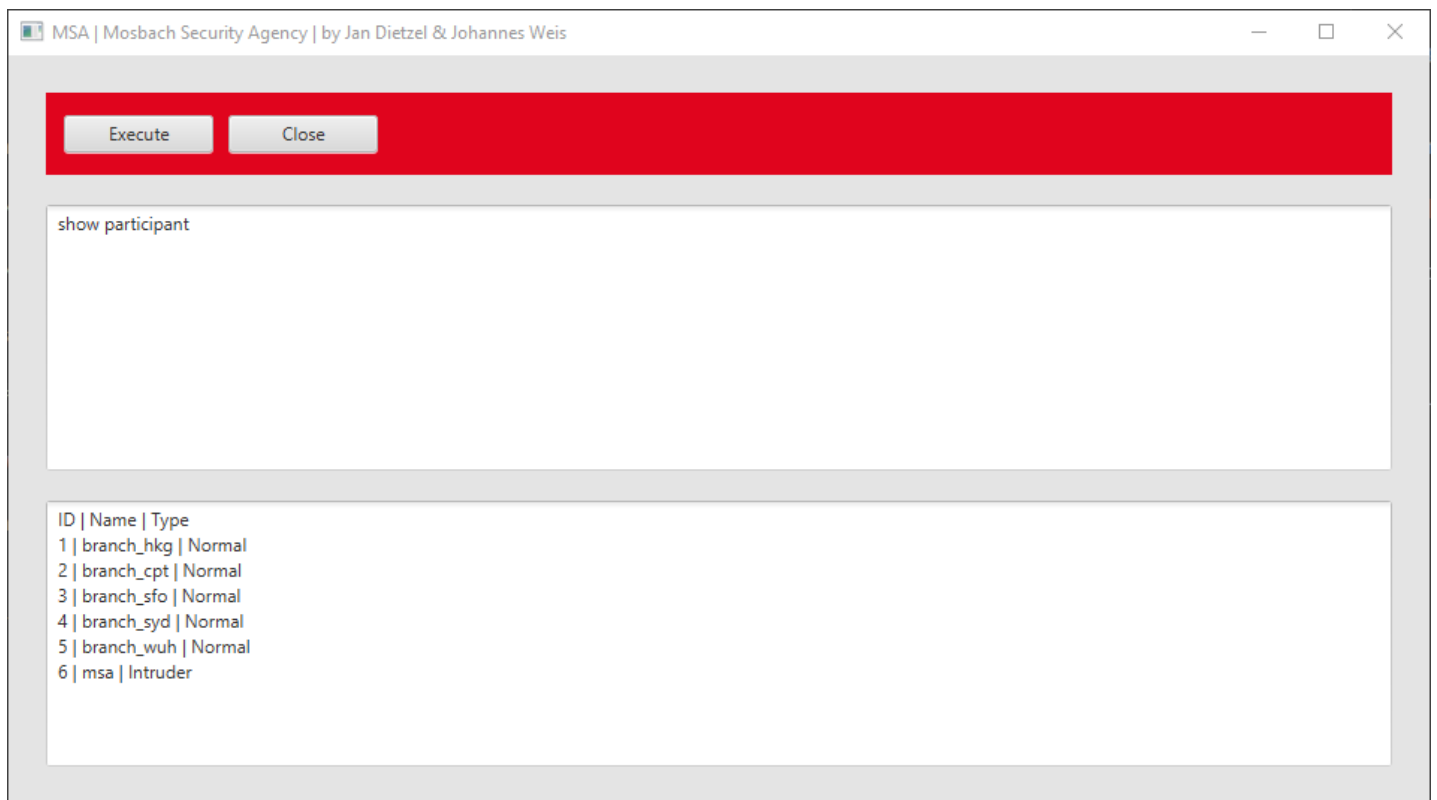 MSA | Mosbach Security Agency | by Jan Dietzel & Johannes Weis
Execute
Close
show participant
ID | Name | Type
1 | branch_hkg | Normal
2 | branch_cpt | Normal
3 | branch_sfo | Normal
4 | branch_syd | Normal
5 | branch_wuh | Normal
6 | msa | Intruder